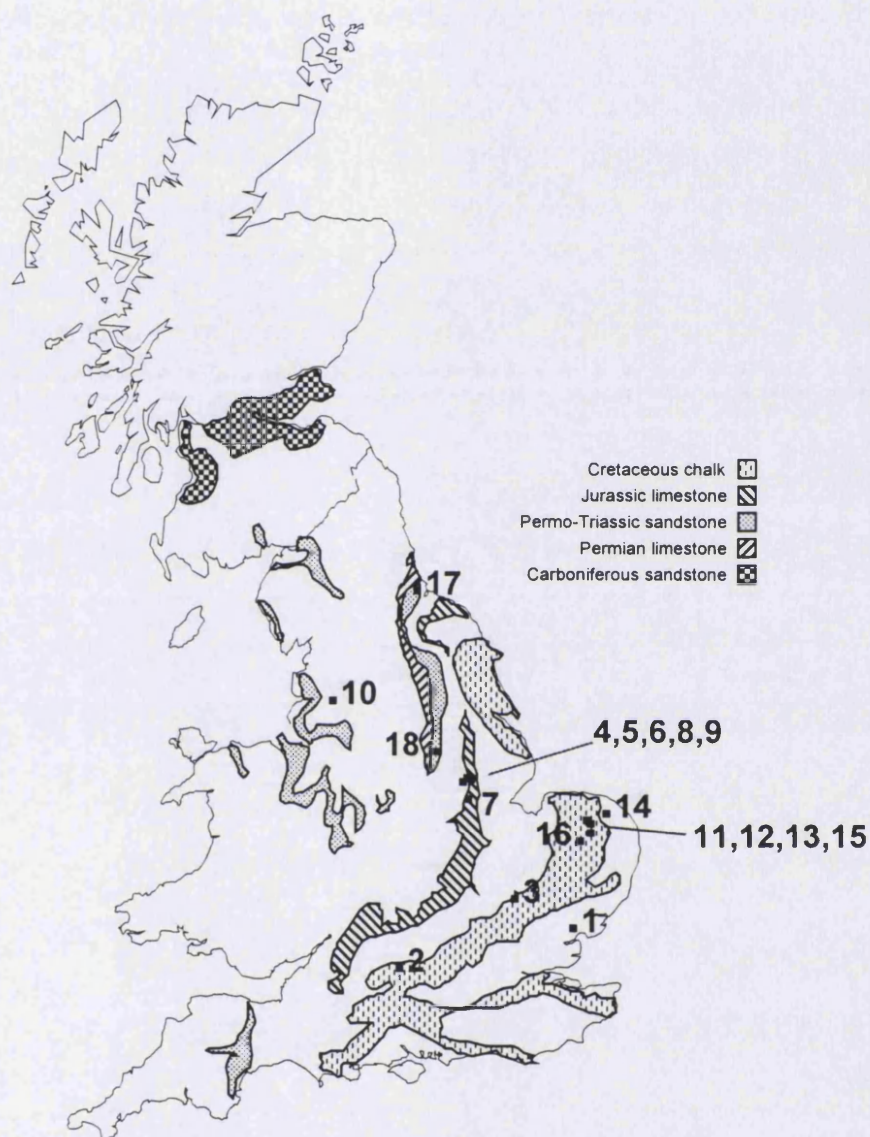 Cretaceous chalk
Jurassic limestone
Permo-Triassic sandstone
Permian limestone
Carboniferous sandstone
17
10
4,5,6,8,9
18
7
14
16
11,12,13,15
3
1
2